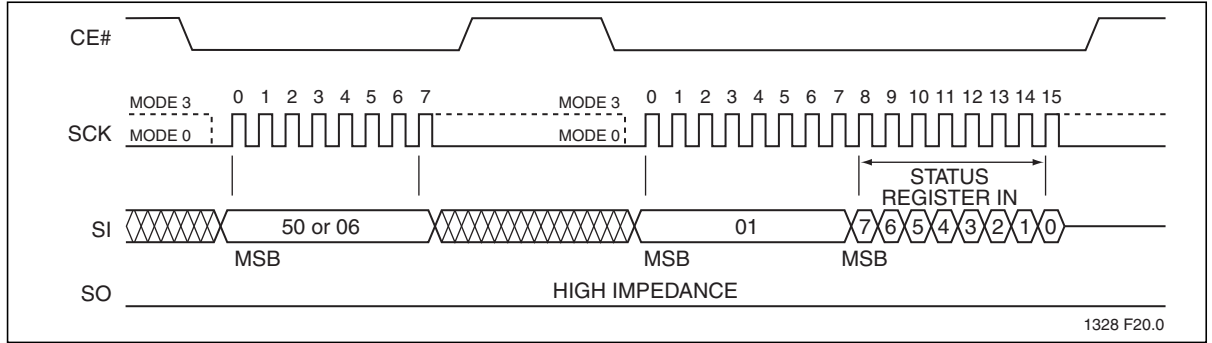 CE#
MODE 3 0 1 2 3 4 5 6 7 MODE 3 0 1 2 3 4 5 6 7 8 9 10 11 12 13 14 15
SCK MODE 0 MODE 0
STATUS
REGISTER IN
SI 50 or 06 01 7 6 5 4 3 2 1 0
MSB MSB MSB
SO HIGH IMPEDANCE
1328 F20.0